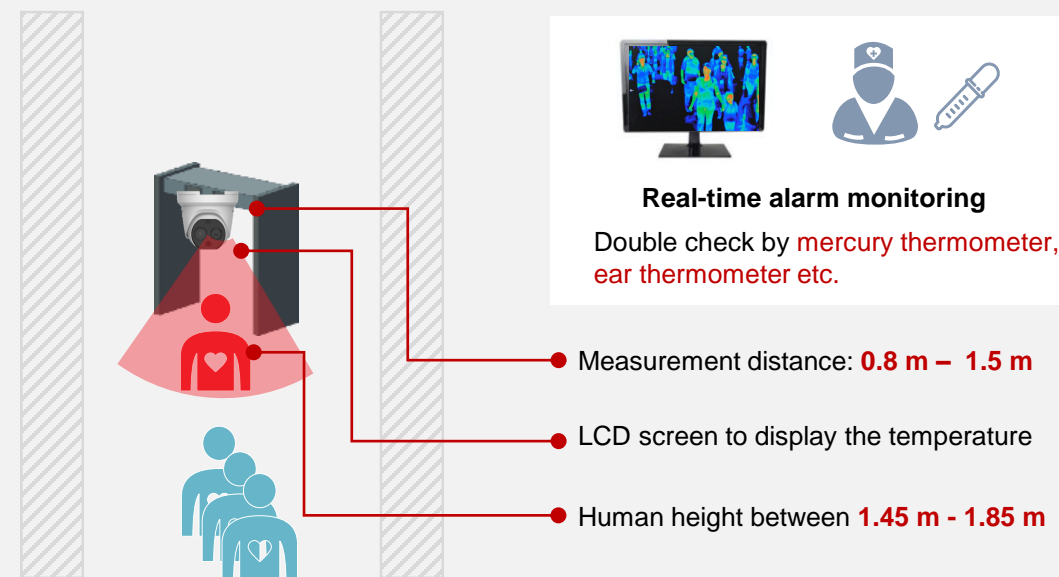 Real-time alarm monitoring
Double check by mercury thermometer,
ear thermometer etc.
Measurement distance: 0.8 m – 1.5 m
LCD screen to display the temperature
Human height between 1.45 m - 1.85 m